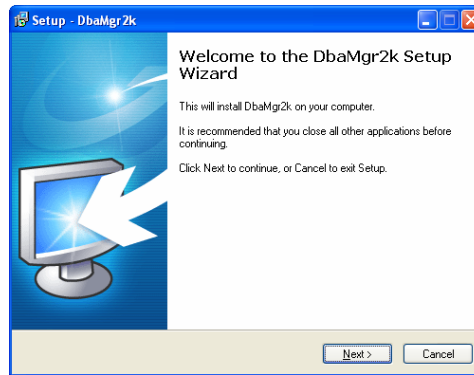 Setup - DbaMgr2k
Welcome to the DbaMgr2k Setup
Wizard
This will install DbaMgr2k on your computer.
It is recommended that you close all other applications before
continuing.
Click Next to continue, or Cancel to exit Setup.
Next >
Cancel